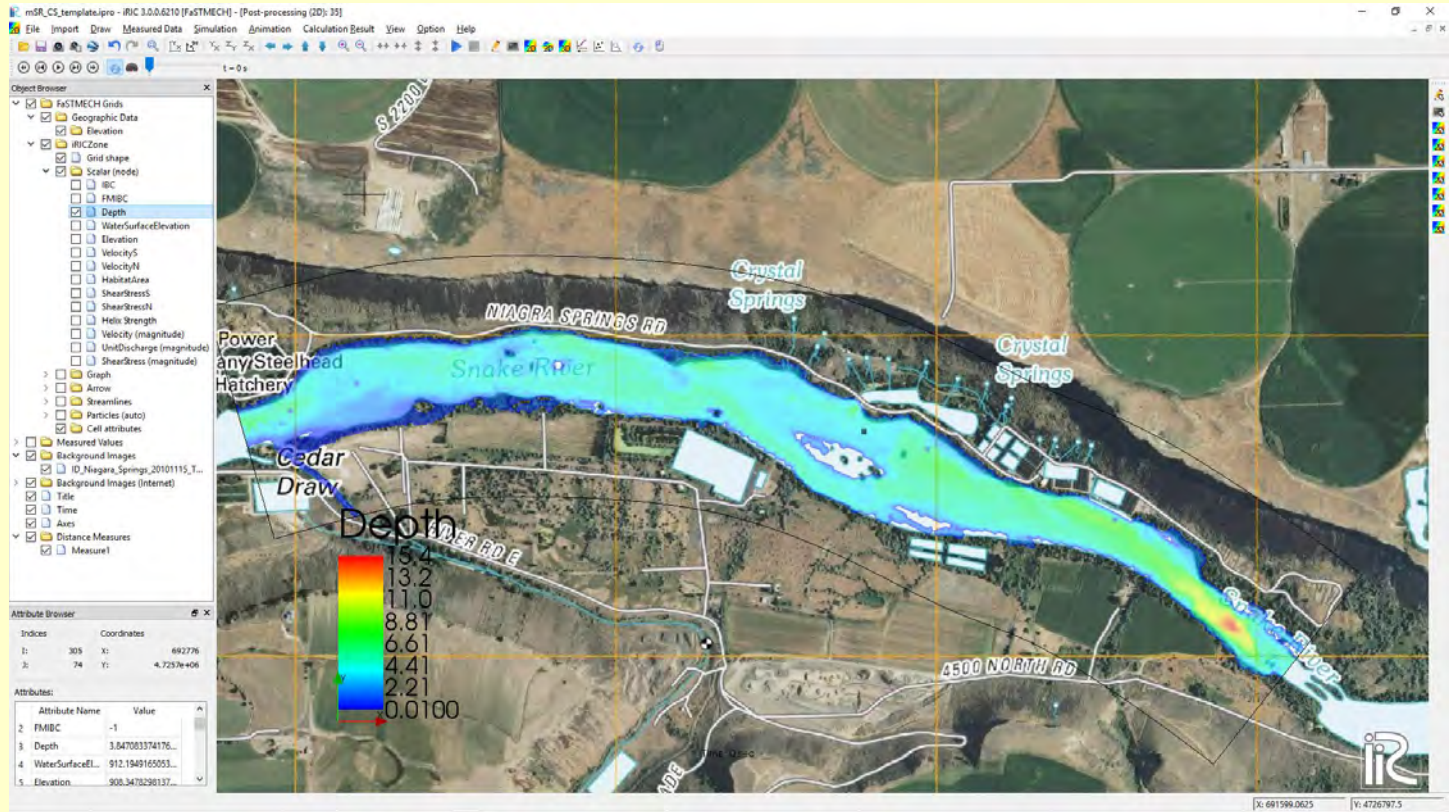 mSR_CS_template.ipro - iRIC 3.0.0.6210 [FaSTMECH] - [Post-processing (2D): 35]
File Import Draw Measured Data Simulation Animation Calculation Result View Option Help
t = 0 s
Object Browser
FaSTMECH Grids
Geographic Data
Elevation
iRICZone
Grid shape
Scalar (node)
IBC
FMIBC
Depth
WaterSurfaceElevation
Elevation
VelocityS
VelocityN
HabitatArea
ShearStressS
ShearStressN
Helix Strength
Velocity (magnitude)
UnitDischarge (magnitude)
ShearStress (magnitude)
Graph
Arrow
Streamlines
Particles (auto)
Cell attributes
Measured Values
Background Images
ID_Niagara_Springs_20101115_T...
Background Images (Internet)
Title
Time
Axes
Distance Measures
Measure1
Attribute Browser
Indices Coordinates
I: 305 X: 692776
J: 74 Y: 4.7257e+06
Attributes:
Attribute Name Value
2 FMIBC -1
3 Depth 3.847083374176...
4 WaterSurfaceEl... 912.1949165053...
5 Elevation 908.3478298137...
S 2200
Crystal
Springs
NIAGRA SPRINGS RD
Crystal
Springs
Power
any Steelhead
Hatchery
Snake River
Cedar
Draw
RIVER RD E
Snake River
4500 NORTH RD
ADE
Depth
15.4
13.2
11.0
8.81
6.61
4.41
2.21
0.0100
iRIC
X: 691599.0625 Y: 4726797.5